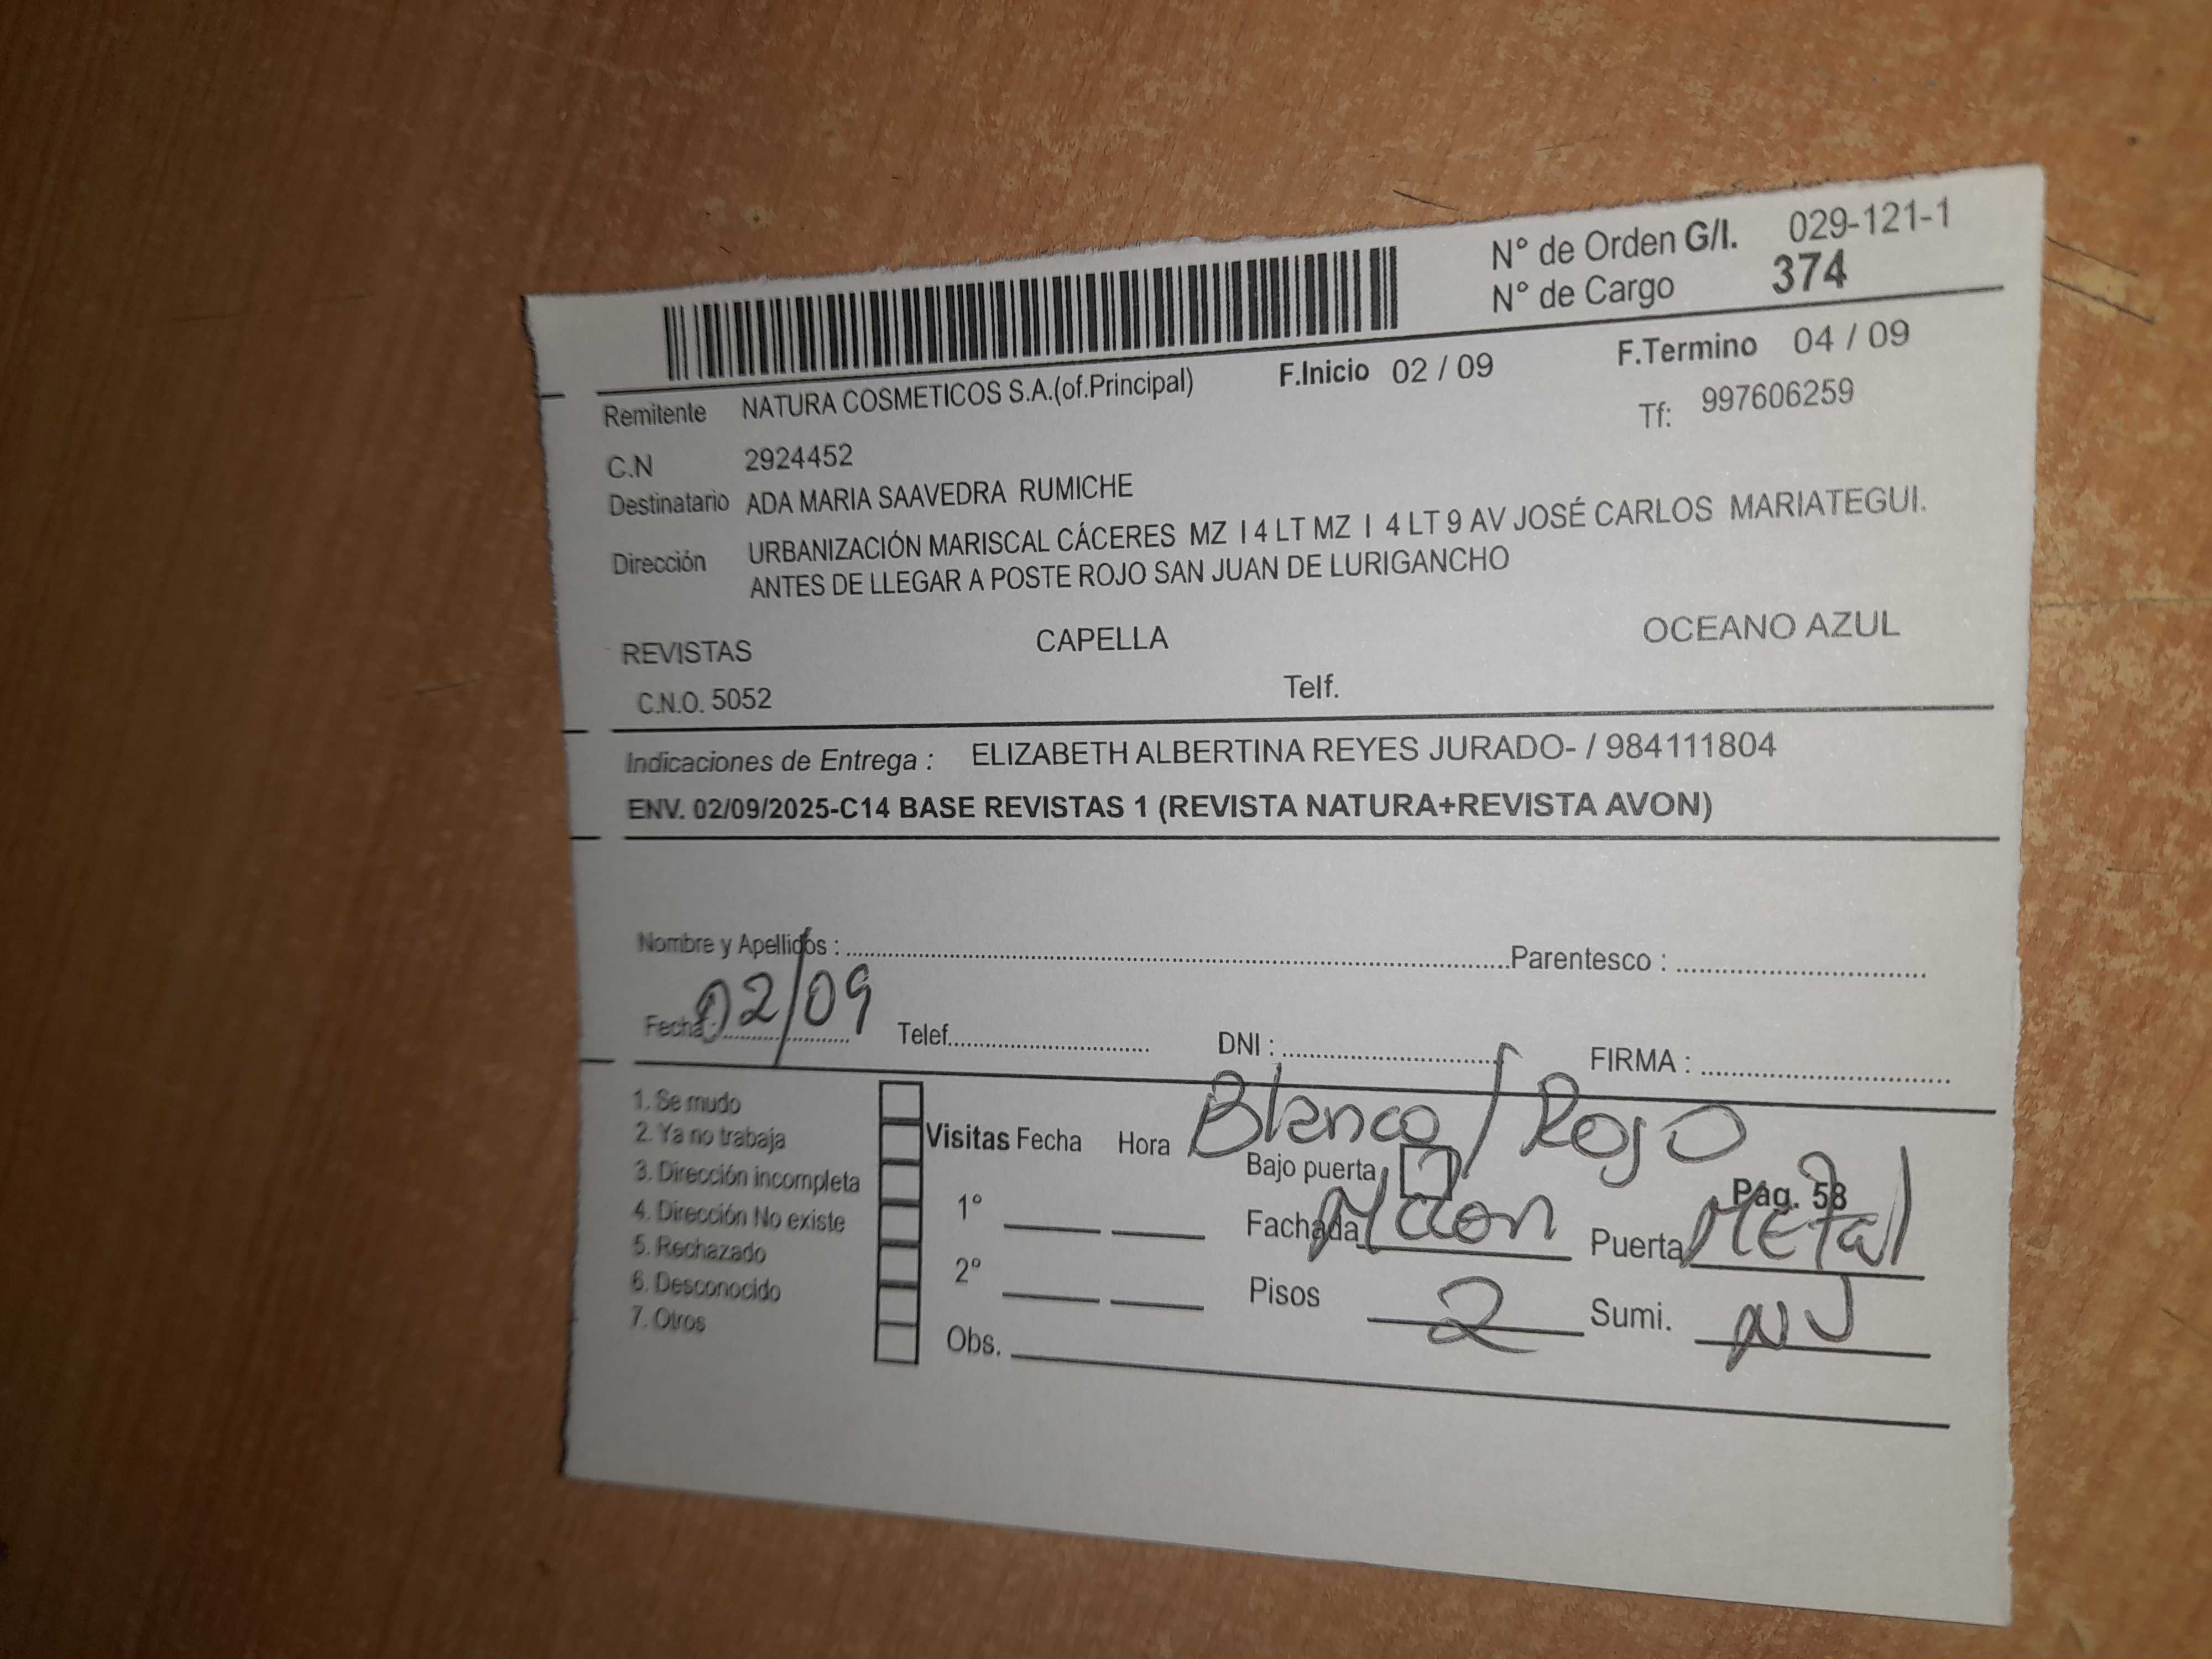 N° de Orden G/I. 029-121-1
N° de Cargo 374
F.Inicio 02 / 09 F.Termino 04 / 09
Remitente NATURA COSMETICOS S.A.(of.Principal) Tf: 997606259
C.N 2924452
Destinatario ADA MARIA SAAVEDRA RUMICHE
Dirección URBANIZACIÓN MARISCAL CÁCERES MZ I 4 LT MZ I 4 LT 9 AV JOSÉ CARLOS MARIATEGUI.
ANTES DE LLEGAR A POSTE ROJO SAN JUAN DE LURIGANCHO
REVISTAS CAPELLA OCEANO AZUL
C.N.O. 5052 Telf.
Indicaciones de Entrega : ELIZABETH ALBERTINA REYES JURADO- / 984111804
ENV. 02/09/2025-C14 BASE REVISTAS 1 (REVISTA NATURA+REVISTA AVON)
Nombre y Apellidos : Parentesco :
Fecha : 02/09 Telef. DNI : FIRMA :
1. Se mudo
2. Ya no trabaja
3. Dirección incompleta
4. Dirección No existe
5. Rechazado
6. Desconocido
7. Otros
Visitas Fecha Hora
1°
2°
Obs.
Blanco / Rojo
Bajo puerta
Pag. 58
Fachada Puerta Metal
Pisos 2 Sumi.